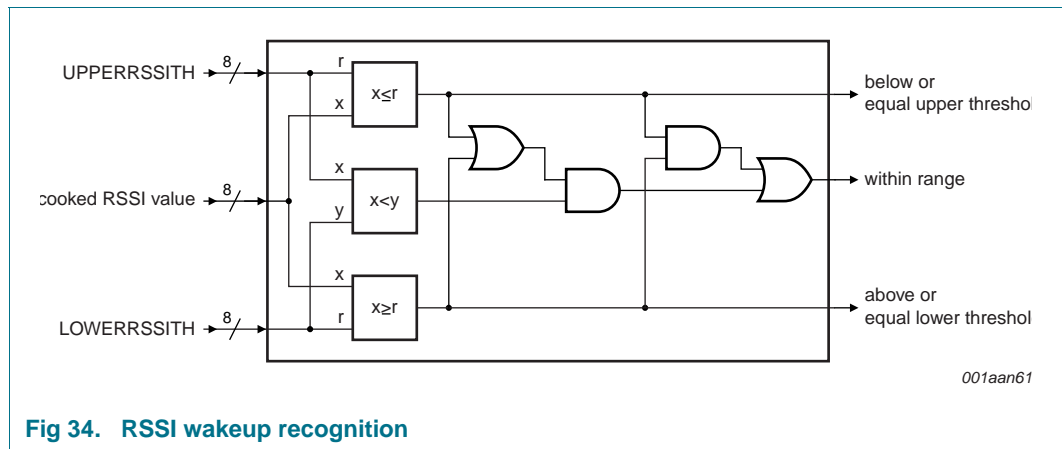 UPPERRSSITH
8
r
x
x≤r
below or
equal upper threshol
cooked RSSI value
8
x
y
x<y
within range
LOWERRSSITH
8
x
r
x≥r
above or
equal lower threshold
001aan61
Fig 34. RSSI wakeup recognition